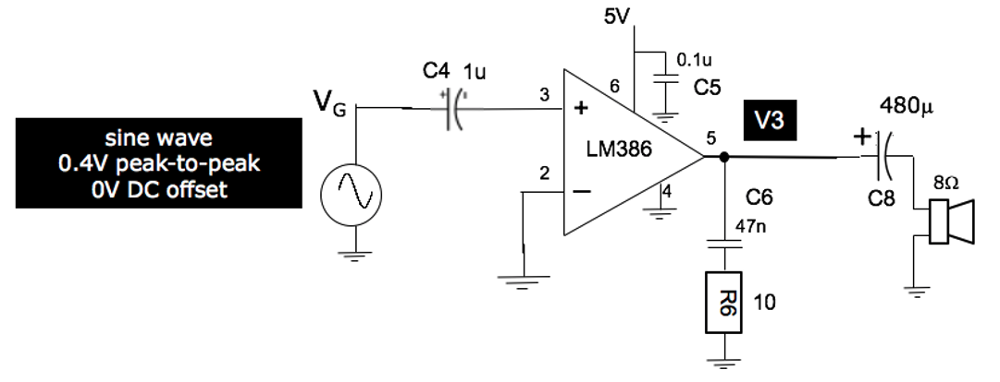 5V
C4 1u
0.1u
C5
V G
3
6
480μ
V3
+
sine wave
0.4V peak-to-peak
0V DC offset
+
LM386
5
+
2
−
4
C6
C8
8Ω
47n
R6
10